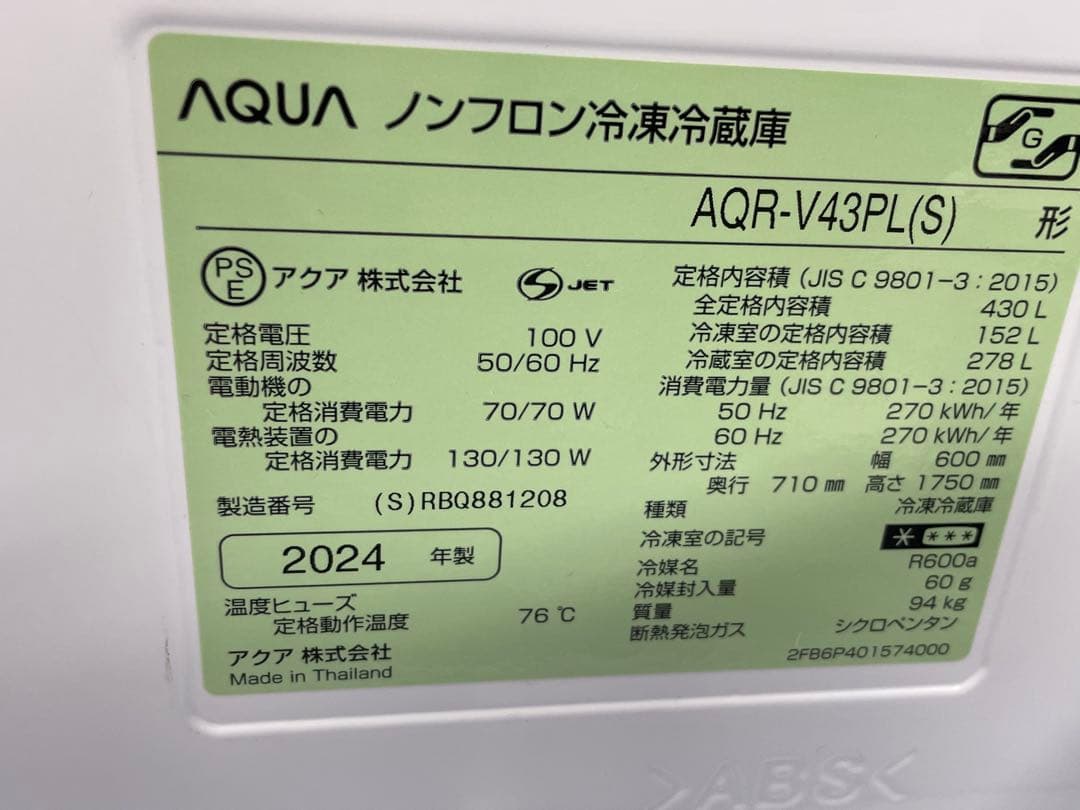 AQUA ノンフロン冷凍冷蔵庫
G
AQR-V43PL(S) 形
PS
E
アクア 株式会社
S JET
定格電圧 100 V
定格周波数 50/60 Hz
電動機の
定格消費電力 70/70 W
電熱装置の
定格消費電力 130/130 W
製造番号 (S)RBQ881208
2024 年製
温度ヒューズ
定格動作温度 76 ℃
アクア 株式会社
Made in Thailand
定格内容積 (JIS C 9801-3:2015)
全定格内容積 430 L
冷凍室の定格内容積 152 L
冷蔵室の定格内容積 278 L
消費電力量 (JIS C 9801-3:2015)
50 Hz 270 kWh/年
60 Hz 270 kWh/年
外形寸法 幅 600 mm
奥行 710 mm 高さ 1750 mm
種類 冷凍冷蔵庫
冷凍室の記号 * ***
冷媒名 R600a
冷媒封入量 60 g
質量 94 kg
断熱発泡ガス シクロペンタン
2FB6P401574000
>ABS<